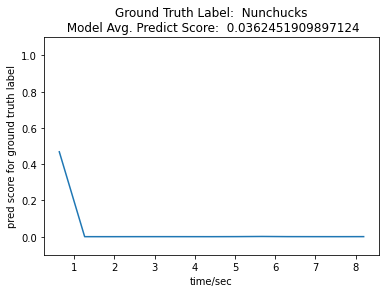 Ground Truth Label:  Nunchucks
Model Avg. Predict Score:  0.0362451909897124
pred score for ground truth label
1.0
0.8
0.6
0.4
0.2
0.0
1 2 3 4 5 6 7 8
time/sec